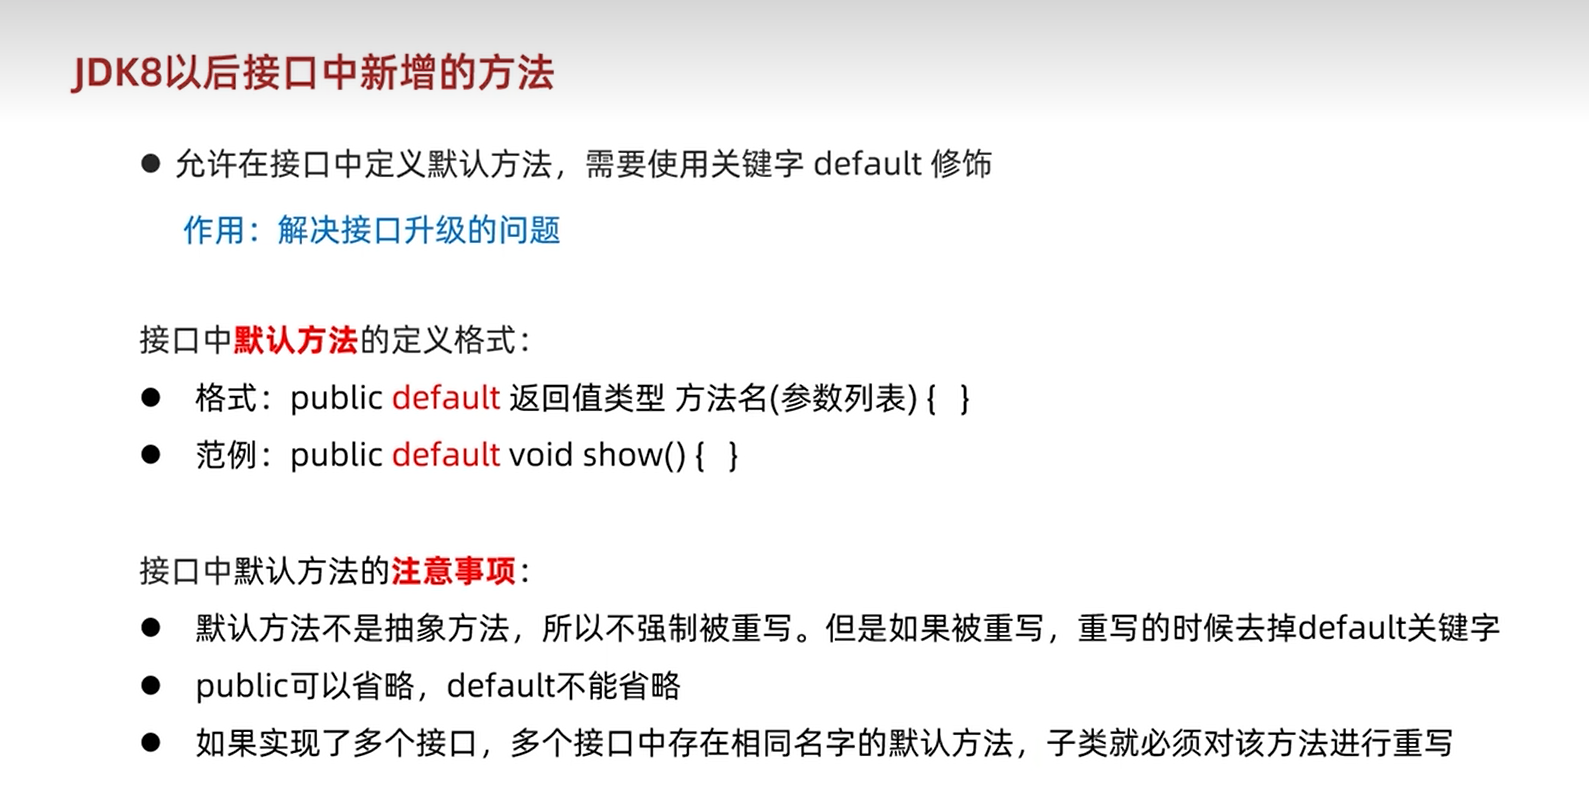 JDK8以后接口中新增的方法
● 允许在接口中定义默认方法，需要使用关键字 default 修饰
作用：解决接口升级的问题
接口中默认方法的定义格式：
● 格式：public default 返回值类型 方法名(参数列表) { }
● 范例：public default void show() { }
接口中默认方法的注意事项：
● 默认方法不是抽象方法，所以不强制被重写。但是如果被重写，重写的时候去掉default关键字
● public可以省略，default不能省略
● 如果实现了多个接口，多个接口中存在相同名字的默认方法，子类就必须对该方法进行重写